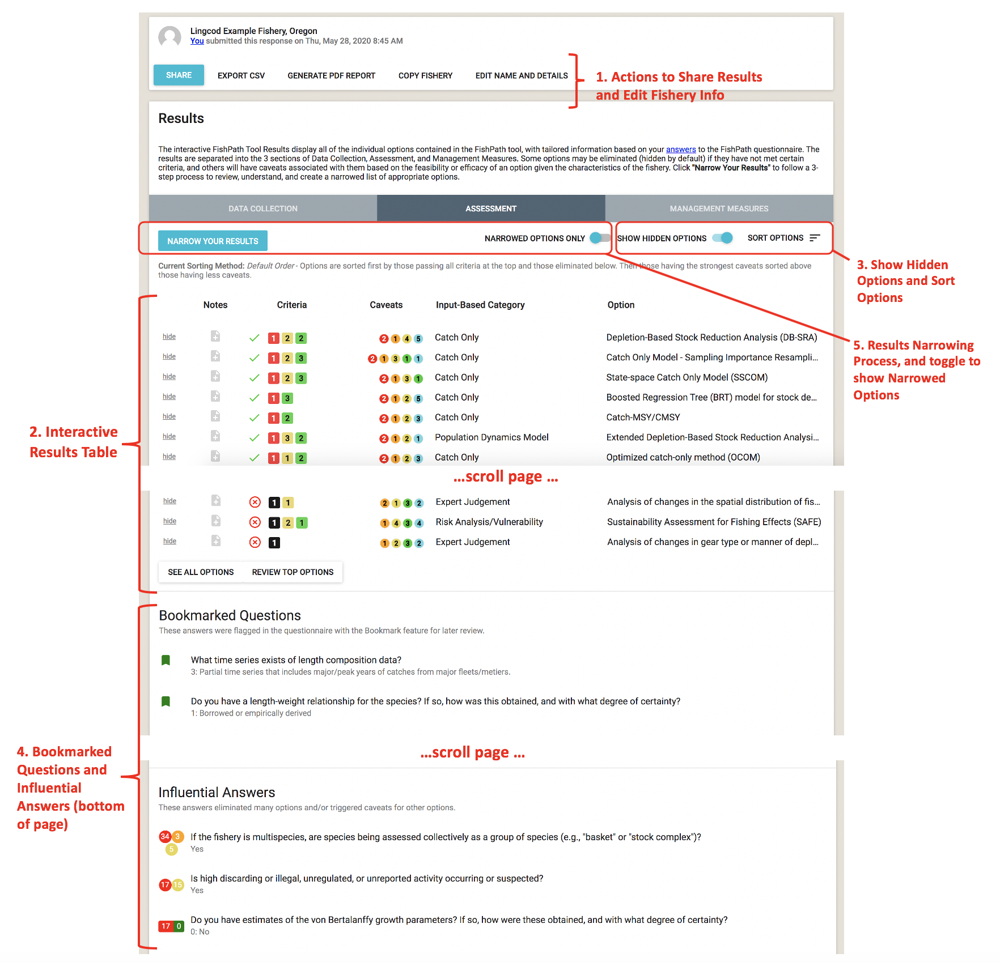 Lingcod Example Fishery, Oregon
You submitted this response on Thu, May 28, 2020 8:45 AM
SHARE
EXPORT CSV
GENERATE PDF REPORT
COPY FISHERY
EDIT NAME AND DETAILS
1. Actions to Share Results
and Edit Fishery Info
Results
The interactive FishPath Tool Results display all of the individual options contained in the FishPath tool, with tailored information based on your answers to the FishPath questionnaire. The
results are separated into the 3 sections of Data Collection, Assessment, and Management Measures. Some options may be eliminated (hidden by default) if they have not met certain
criteria, and others will have caveats associated with them based on the feasibility or efficacy of an option given the characteristics of the fishery. Click "Narrow Your Results" to follow a 3-
step process to review, understand, and create a narrowed list of appropriate options.
DATA COLLECTION
ASSESSMENT
MANAGEMENT MEASURES
NARROW YOUR RESULTS
NARROWED OPTIONS ONLY
SHOW HIDDEN OPTIONS
SORT OPTIONS
Current Sorting Method: Default Order - Options are sorted first by those passing all criteria at the top and those eliminated below. Then those having the strongest caveats sorted above
those having less caveats.
3. Show Hidden
Options and Sort
Options
5. Results Narrowing
Process, and toggle to
show Narrowed
Options
2. Interactive
Results Table
Notes Criteria Caveats Input-Based Category Option
hide 1 2 2 2 1 4 5 Catch Only Depletion-Based Stock Reduction Analysis (DB-SRA)
hide 1 2 3 2 1 3 1 1 Catch Only Catch Only Model - Sampling Importance Resampli...
hide 1 2 3 2 1 3 1 Catch Only State-space Catch Only Model (SSCOM)
hide 1 3 2 1 2 5 Catch Only Boosted Regression Tree (BRT) model for stock de...
hide 1 2 2 1 2 3 Catch Only Catch-MSY/CMSY
hide 1 3 2 2 1 2 1 Population Dynamics Model Extended Depletion-Based Stock Reduction Analysi...
hide 1 1 2 2 1 2 3 Catch Only Optimized catch-only method (OCOM)
...scroll page ...
hide 1 1 2 1 3 2 Expert Judgement Analysis of changes in the spatial distribution of fis...
hide 1 2 1 1 4 3 4 Risk Analysis/Vulnerability Sustainability Assessment for Fishing Effects (SAFE)
hide 1 1 2 3 2 Expert Judgement Analysis of changes in gear type or manner of depl...
SEE ALL OPTIONS
REVIEW TOP OPTIONS
Bookmarked Questions
These answers were flagged in the questionnaire with the Bookmark feature for later review.
What time series exists of length composition data?
3: Partial time series that includes major/peak years of catches from major fleets/metiers.
Do you have a length-weight relationship for the species? If so, how was this obtained, and with what degree of certainty?
1: Borrowed or empirically derived
4. Bookmarked
Questions and
Influential
Answers (bottom
of page)
...scroll page ...
Influential Answers
These answers eliminated many options and/or triggered caveats for other options.
34 3 5
If the fishery is multispecies, are species being assessed collectively as a group of species (e.g., "basket" or "stock complex")?
Yes
17 15
Is high discarding or illegal, unregulated, or unreported activity occurring or suspected?
Yes
17 0
Do you have estimates of the von Bertalanffy growth parameters? If so, how were these obtained, and with what degree of certainty?
0: No